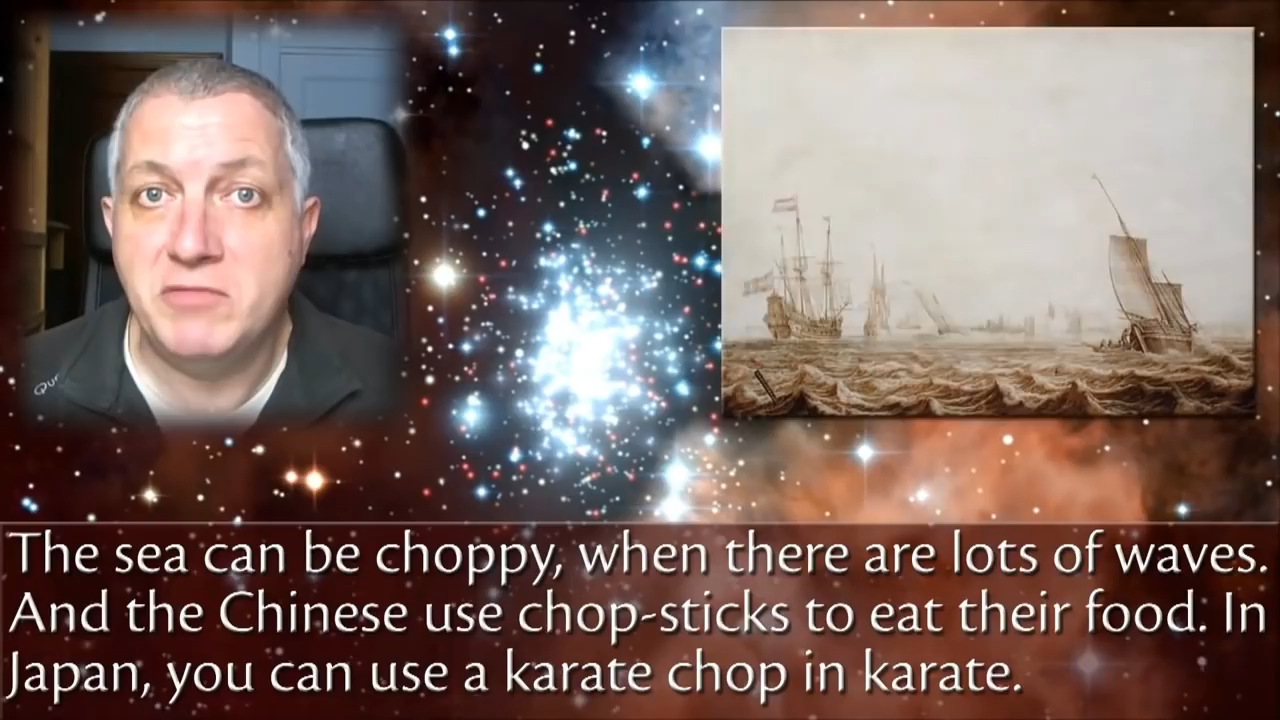 Qur
The sea can be choppy, when there are lots of waves.
And the Chinese use chop-sticks to eat their food. In
Japan, you can use a karate chop in karate.